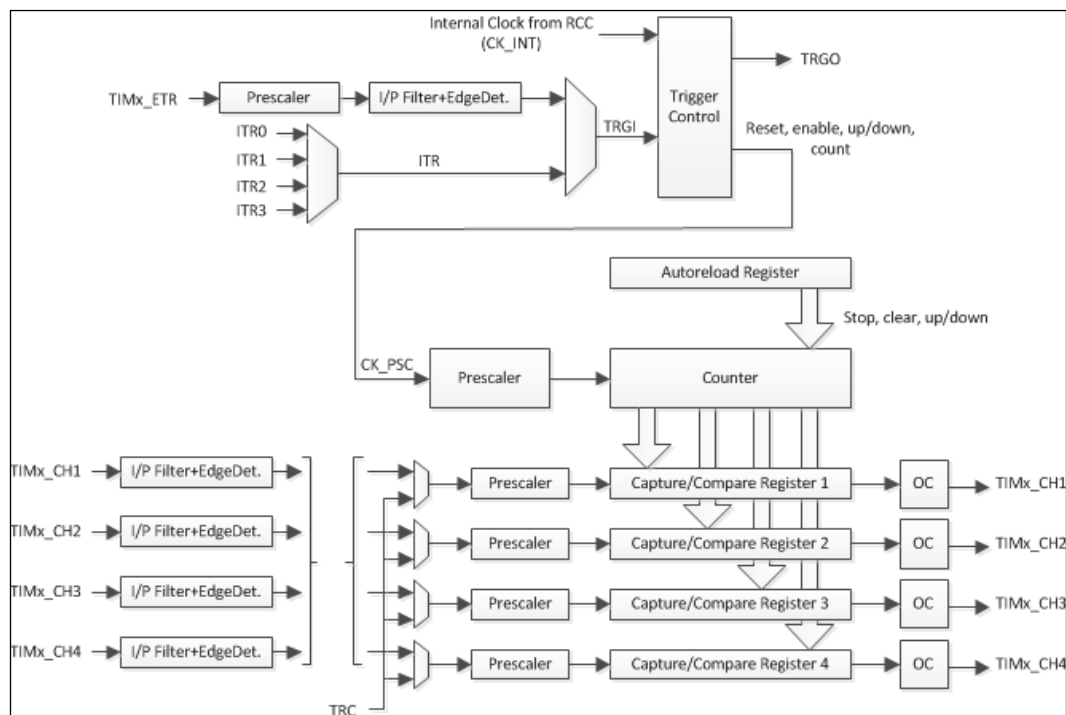 Internal Clock from RCC
(CK_INT)
TRGO
TIMx_ETR
Prescaler
I/P Filter+EdgeDet.
Trigger
Control
TRGI
Reset, enable, up/down,
count
ITR0
ITR1
ITR2
ITR3
ITR
Autoreload Register
Stop, clear, up/down
CK_PSC
Prescaler
Counter
TIMx_CH1
I/P Filter+EdgeDet.
Prescaler
Capture/Compare Register 1
OC
TIMx_CH1
TIMx_CH2
I/P Filter+EdgeDet.
Prescaler
Capture/Compare Register 2
OC
TIMx_CH2
TIMx_CH3
I/P Filter+EdgeDet.
Prescaler
Capture/Compare Register 3
OC
TIMx_CH3
TIMx_CH4
I/P Filter+EdgeDet.
Prescaler
Capture/Compare Register 4
OC
TIMx_CH4
TRC